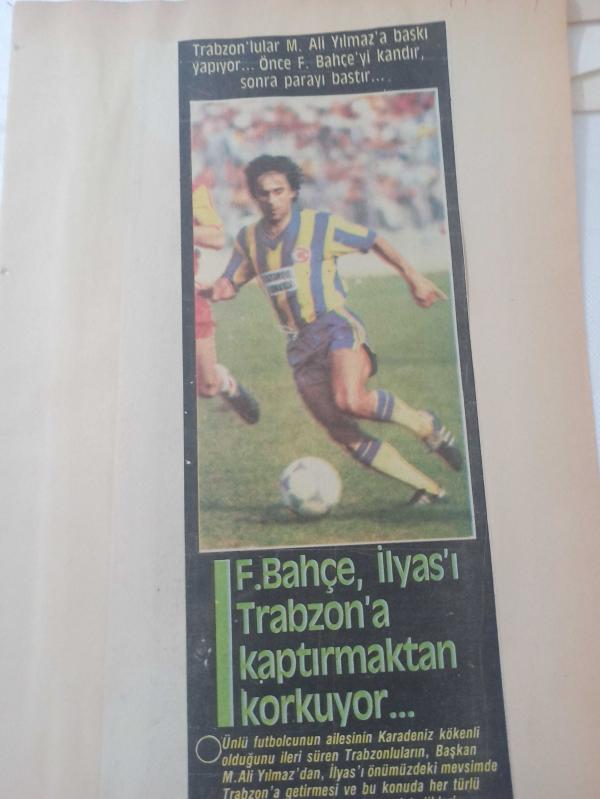 Trabzon'lular M. Ali Yılmaz'a baskı
yapıyor... Önce F. Bahçe'yi kandır,
sonra parayı bastır...
F.Bahçe, İlyas'ı
Trabzon'a
kaptırmaktan
korkuyor...
Ünlü futbolcunun ailesinin Karadeniz kökenli
olduğunu ileri süren Trabzonluların, Başkan
M.Ali Yılmaz'dan, İlyas'ı önümüzdeki mevsimde
Trabzon'a getirmesi ve bu konuda her türlü